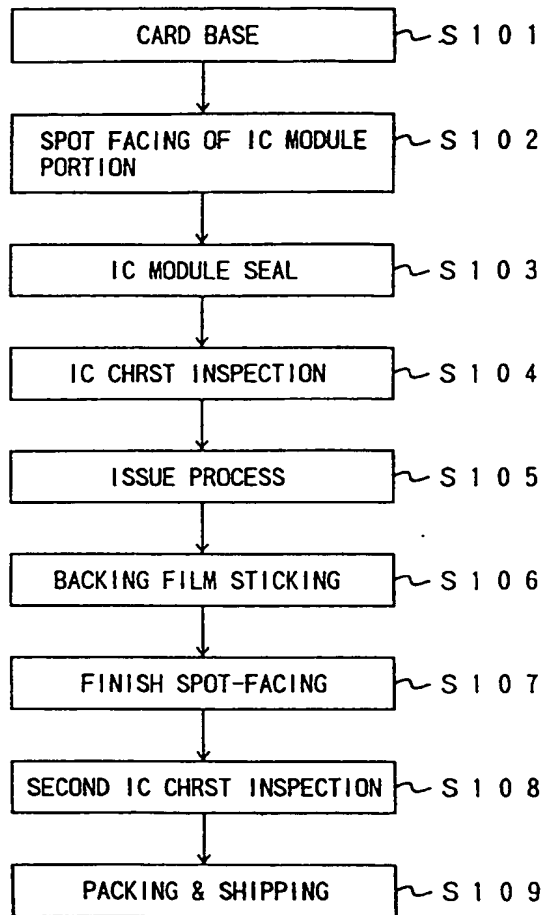 CARD BASE S101
SPOT FACING OF IC MODULE
PORTION S102
IC MODULE SEAL S103
IC CHRST INSPECTION S104
ISSUE PROCESS S105
BACKING FILM STICKING S106
FINISH SPOT-FACING S107
SECOND IC CHRST INSPECTION S108
PACKING & SHIPPING S109